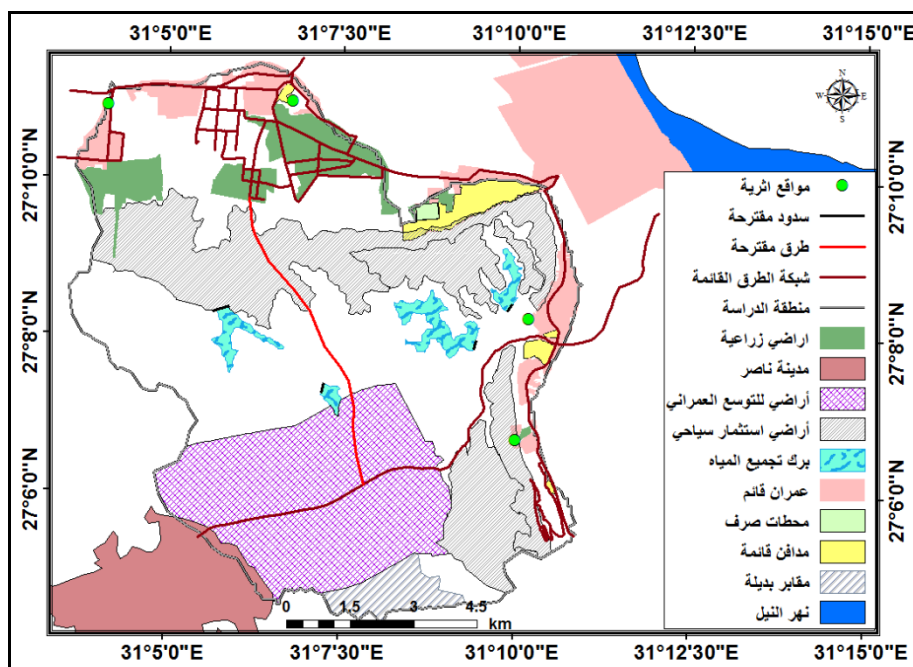 31°5'0"E 31°7'30"E 31°10'0"E 31°12'30"E 31°15'0"E
N
W E
S
27°10'0"N 27°10'0"N
27°8'0"N 27°8'0"N
27°6'0"N 27°6'0"N
مواقع اثرية
سدود مقترحة
طرق مقترحة
شبكة الطرق القائمة
منطقة الدراسة
اراضي زراعية
مدينة ناصر
أراضي للتوسع العمراني
أراضي استثمار سياحي
برك تجميع المياه
عمران قائم
محطات صرف
مدافن قائمة
مقابر بديلة
نهر النيل
0 1.5 3 4.5
km
31°5'0"E 31°7'30"E 31°10'0"E 31°12'30"E 31°15'0"E